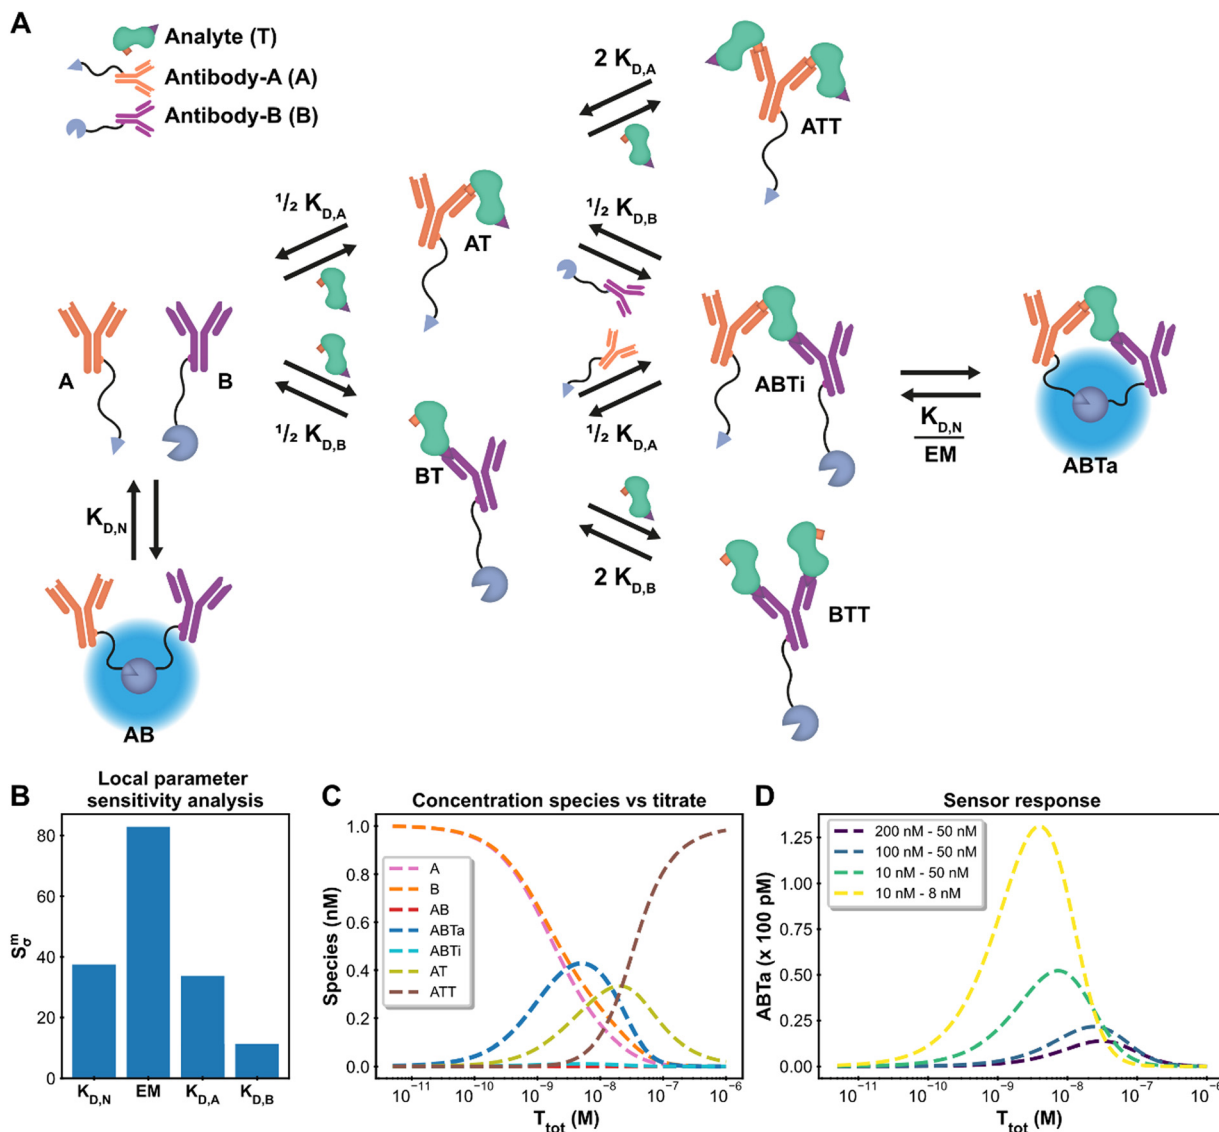 A
Analyte (T)
Antibody-A (A)
Antibody-B (B)
2 K_D,A
ATT
½ K_D,A
AT
½ K_D,B
A
B
ABTi
½ K_D,B
BT
½ K_D,A
K_D,N
EM
ABTa
K_D,N
2 K_D,B
BTT
AB
B
Local parameter
sensitivity analysis
S_σ^m
80
60
40
20
0
K_D,N EM K_D,A K_D,B
C
Concentration species vs titrate
Species (nM)
1.0
0.8
0.6
0.4
0.2
0.0
A
B
AB
ABTa
ABTi
AT
ATT
10⁻¹¹ 10⁻¹⁰ 10⁻⁹ 10⁻⁸ 10⁻⁷ 10⁻⁶
T_tot (M)
D
Sensor response
ABTa (x 100 pM)
1.25
1.00
0.75
0.50
0.25
0.00
200 nM - 50 nM
100 nM - 50 nM
10 nM - 50 nM
10 nM - 8 nM
10⁻¹¹ 10⁻¹⁰ 10⁻⁹ 10⁻⁸ 10⁻⁷ 10⁻⁶
T_tot (M)